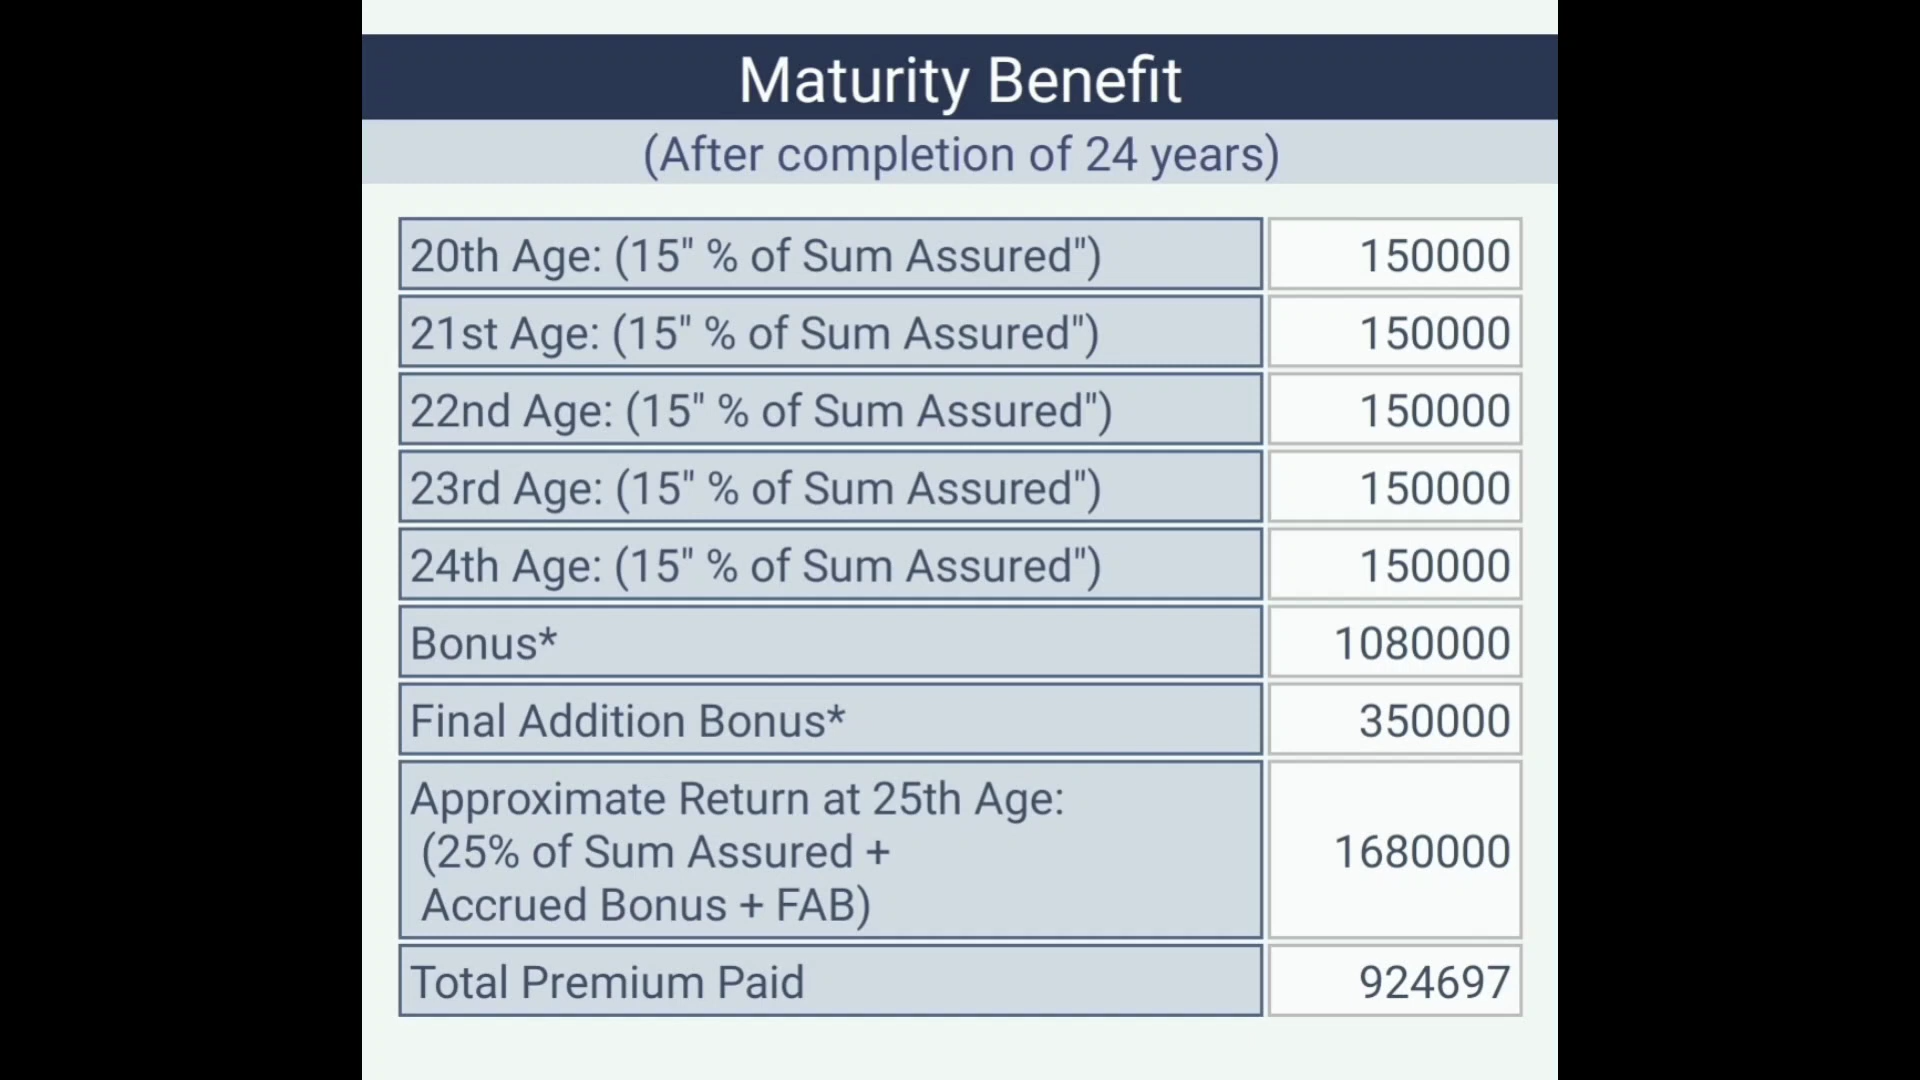 Maturity Benefit
(After completion of 24 years)
20th Age: (15" % of Sum Assured") 150000
21st Age: (15" % of Sum Assured") 150000
22nd Age: (15" % of Sum Assured") 150000
23rd Age: (15" % of Sum Assured") 150000
24th Age: (15" % of Sum Assured") 150000
Bonus* 1080000
Final Addition Bonus* 350000
Approximate Return at 25th Age:
(25% of Sum Assured + 1680000
Accrued Bonus + FAB)
Total Premium Paid 924697